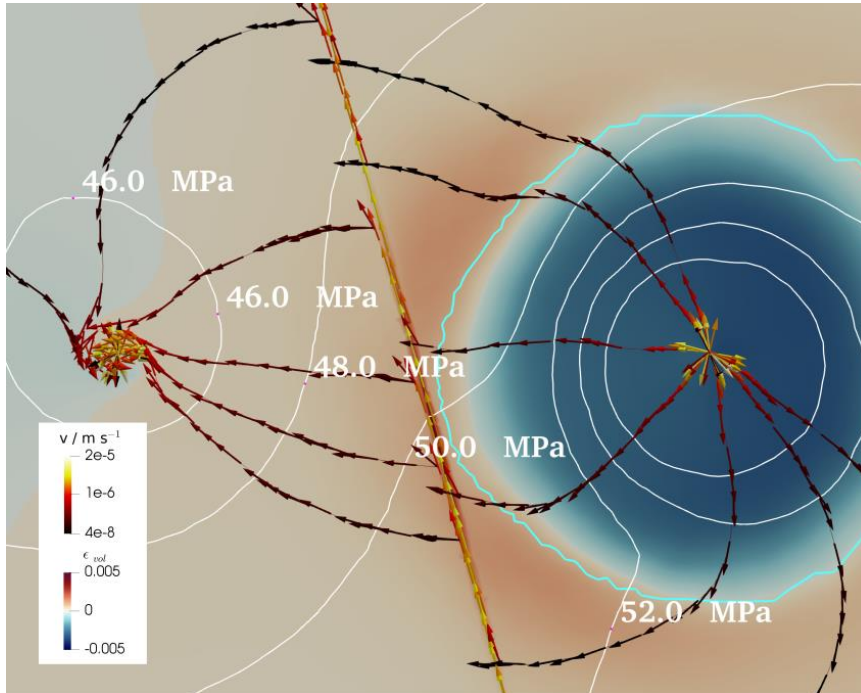 46.0 MPa
46.0 MPa
48.0 MPa
50.0 MPa
v / m s⁻¹
2e-5
1e-6
4e-8
ϵ vol
0.005
0
-0.005
52.0 MPa